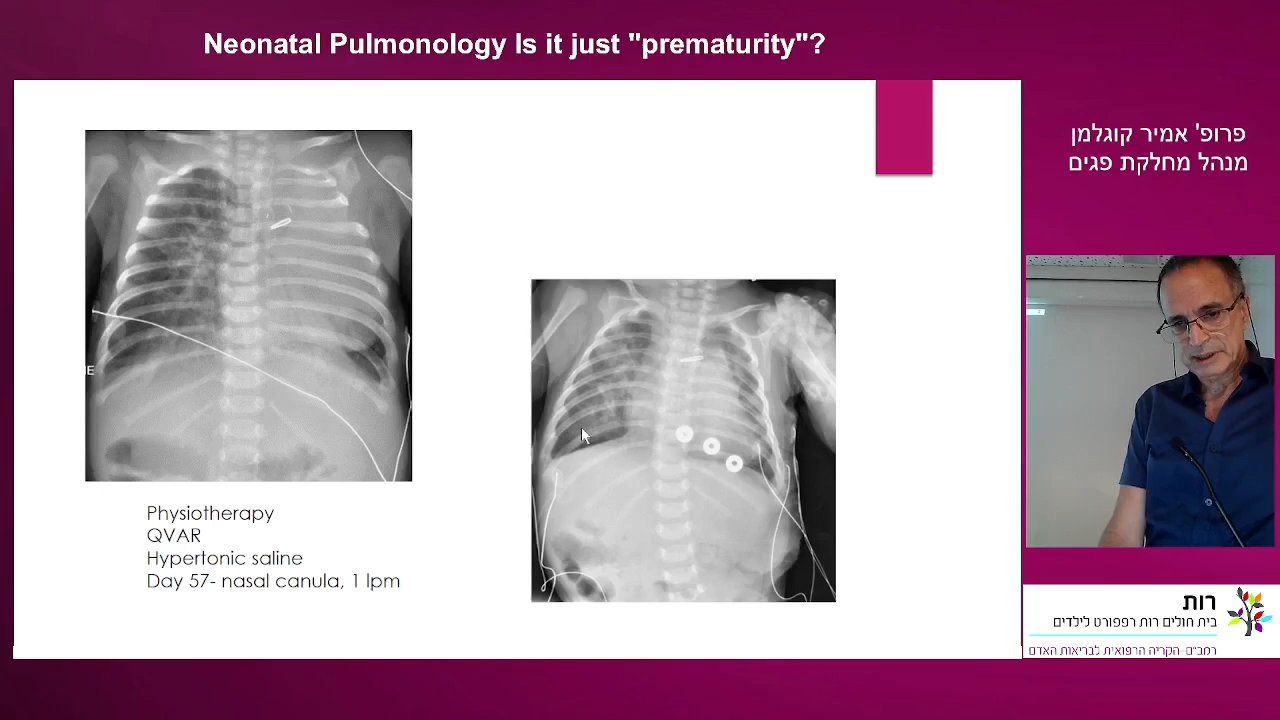 Neonatal Pulmonology Is it just "prematurity"?
פרופ' אמיר קוגלמן
מנהל מחלקת פגים
E
Physiotherapy
QVAR
Hypertonic saline
Day 57- nasal canula, 1 lpm
רות
בית חולים רות רפפורט לילדים
רמב"ם-הקריה הרפואית לבריאות האדם